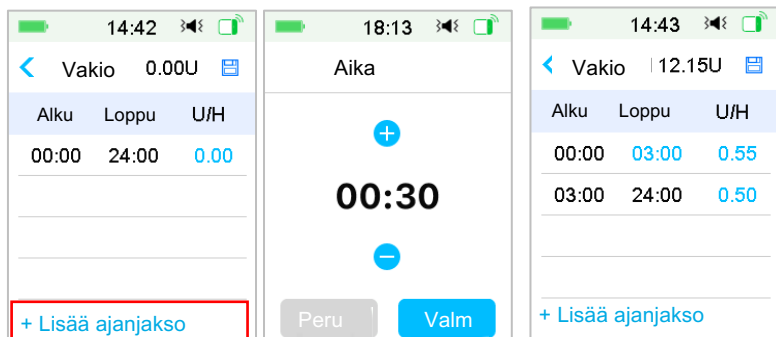 14:42
Vakio 0.00U
Alku Loppu U/H
00:00 24:00 0.00
+ Lisää ajanjakso
18:13
Aika
00:30
Peru Valm
14:43
Vakio 12.15U
Alku Loppu U/H
00:00 03:00 0.55
03:00 24:00 0.50
+ Lisää ajanjakso